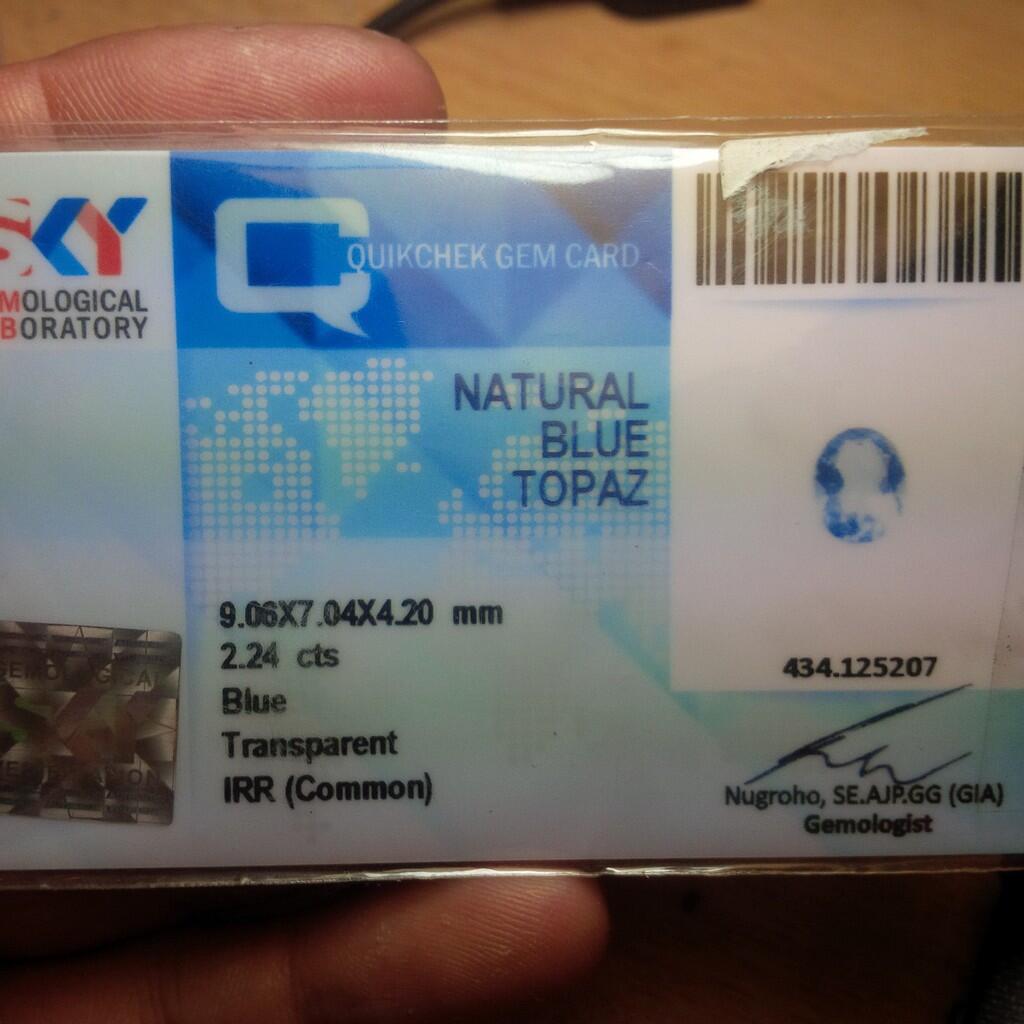 SKY
MOLOGICAL
BORATORY
QUIKCHEK GEM CARD
NATURAL
BLUE
TOPAZ
9.06X7.04X4.20 mm
2.24 cts
Blue
Transparent
IRR (Common)
434.125207
Nugroho, SE.AJP.GG (GIA)
Gemologist